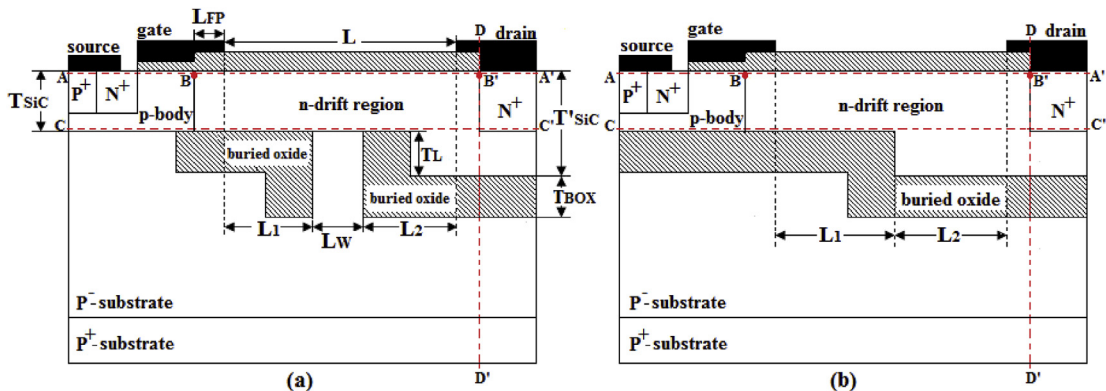 LFP
gate
L
D
drain
source
A
P+
N+
B
B'
A'
TSiC
n-drift region
T'SiC
N+
p-body
C
C'
buried oxide
TL
buried oxide
TBOX
L1
LW
L2
P- -substrate
P+ -substrate
(a)
D'
gate
D
drain
source
A
P+
N+
B
B'
A'
n-drift region
N+
p-body
C
C'
buried oxide
L1
L2
P- -substrate
P+ -substrate
(b)
D'